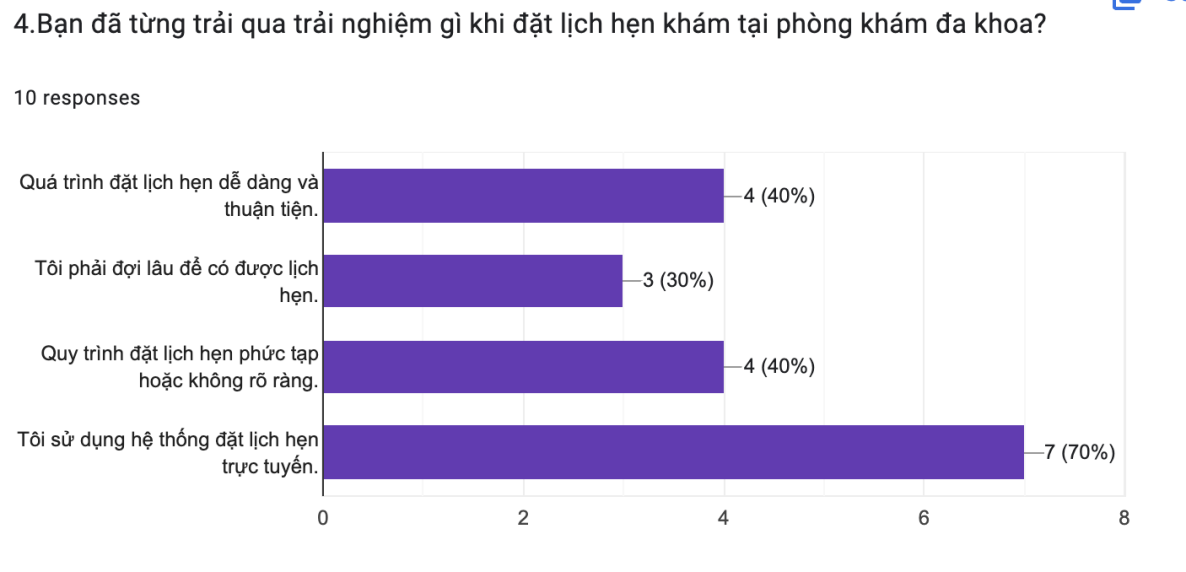 4.Bạn đã từng trải qua trải nghiệm gì khi đặt lịch hẹn khám tại phòng khám đa khoa?
10 responses
Quá trình đặt lịch hẹn dễ dàng và
thuận tiện.
4 (40%)
Tôi phải đợi lâu để có được lịch
hẹn.
3 (30%)
Quy trình đặt lịch hẹn phức tạp
hoặc không rõ ràng.
4 (40%)
Tôi sử dụng hệ thống đặt lịch hẹn
trực tuyến.
7 (70%)
0 2 4 6 8